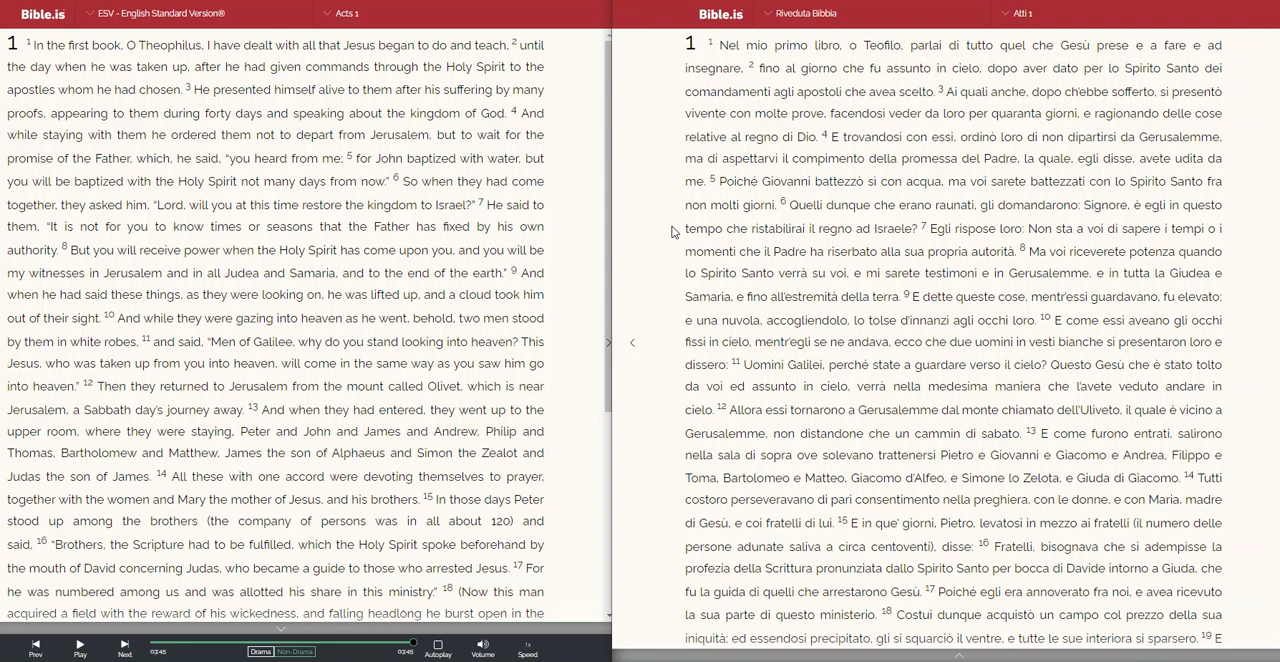 Bible.is
ESV - English Standard Version®
Acts 1
1 1 In the first book, O Theophilus, I have dealt with all that Jesus began to do and teach, 2 until
the day when he was taken up, after he had given commands through the Holy Spirit to the
apostles whom he had chosen. 3 He presented himself alive to them after his suffering by many
proofs, appearing to them during forty days and speaking about the kingdom of God. 4 And
while staying with them he ordered them not to depart from Jerusalem, but to wait for the
promise of the Father, which, he said, “you heard from me; 5 for John baptized with water, but
you will be baptized with the Holy Spirit not many days from now.” 6 So when they had come
together, they asked him, “Lord, will you at this time restore the kingdom to Israel?” 7 He said to
them, “It is not for you to know times or seasons that the Father has fixed by his own
authority. 8 But you will receive power when the Holy Spirit has come upon you, and you will be
my witnesses in Jerusalem and in all Judea and Samaria, and to the end of the earth.” 9 And
when he had said these things, as they were looking on, he was lifted up, and a cloud took him
out of their sight. 10 And while they were gazing into heaven as he went, behold, two men stood
by them in white robes, 11 and said, “Men of Galilee, why do you stand looking into heaven? This
Jesus, who was taken up from you into heaven, will come in the same way as you saw him go
into heaven.” 12 Then they returned to Jerusalem from the mount called Olivet, which is near
Jerusalem, a Sabbath day’s journey away. 13 And when they had entered, they went up to the
upper room, where they were staying, Peter and John and James and Andrew, Philip and
Thomas, Bartholomew and Matthew, James the son of Alphaeus and Simon the Zealot and
Judas the son of James. 14 All these with one accord were devoting themselves to prayer,
together with the women and Mary the mother of Jesus, and his brothers. 15 In those days Peter
stood up among the brothers (the company of persons was in all about 120) and
said, 16 “Brothers, the Scripture had to be fulfilled, which the Holy Spirit spoke beforehand by
the mouth of David concerning Judas, who became a guide to those who arrested Jesus. 17 For
he was numbered among us and was allotted his share in this ministry.” 18 (Now this man
acquired a field with the reward of his wickedness, and falling headlong he burst open in the
Prev
Play
Next
03:45
Drama
Non-Drama
03:45
Autoplay
Volume
1x
Speed
Bible.is
Riveduta Bibbia
Atti 1
1 1 Nel mio primo libro, o Teofilo, parlai di tutto quel che Gesù prese e a fare e ad
insegnare, 2 fino al giorno che fu assunto in cielo, dopo aver dato per lo Spirito Santo dei
comandamenti agli apostoli che avea scelto. 3 Ai quali anche, dopo ch’ebbe sofferto, si presentò
vivente con molte prove, facendosi veder da loro per quaranta giorni, e ragionando delle cose
relative al regno di Dio. 4 E trovandosi con essi, ordinò loro di non dipartirsi da Gerusalemme,
ma di aspettarvi il compimento della promessa del Padre, la quale, egli disse, avete udita da
me. 5 Poiché Giovanni battezzò sì con acqua, ma voi sarete battezzati con lo Spirito Santo fra
non molti giorni. 6 Quelli dunque che erano raunati, gli domandarono: Signore, è egli in questo
tempo che ristabilirai il regno ad Israele? 7 Egli rispose loro: Non sta a voi di sapere i tempi o i
momenti che il Padre ha riserbato alla sua propria autorità. 8 Ma voi riceverete potenza quando
lo Spirito Santo verrà su voi, e mi sarete testimoni e in Gerusalemme, e in tutta la Giudea e
Samaria, e fino all’estremità della terra. 9 E dette queste cose, mentr’essi guardavano, fu elevato;
e una nuvola, accogliendolo, lo tolse d’innanzi agli occhi loro. 10 E come essi aveano gli occhi
fissi in cielo, mentr’egli se ne andava, ecco che due uomini in vesti bianche si presentaron loro e
dissero: 11 Uomini Galilei, perché state a guardare verso il cielo? Questo Gesù che è stato tolto
da voi ed assunto in cielo, verrà nella medesima maniera che l’avete veduto andare in
cielo. 12 Allora essi tornarono a Gerusalemme dal monte chiamato dell’Uliveto, il quale è vicino a
Gerusalemme, non distandone che un cammin di sabato. 13 E come furono entrati, salirono
nella sala di sopra ove solevano trattenersi Pietro e Giovanni e Giacomo e Andrea, Filippo e
Toma, Bartolomeo e Matteo, Giacomo d’Alfeo, e Simone lo Zelota, e Giuda di Giacomo. 14 Tutti
costoro perseveravano di pari consentimento nella preghiera, con le donne, e con Maria, madre
di Gesù, e coi fratelli di lui. 15 E in que’ giorni, Pietro, levatosi in mezzo ai fratelli (il numero delle
persone adunate saliva a circa centoventi), disse: 16 Fratelli, bisognava che si adempisse la
profezia della Scrittura pronunziata dallo Spirito Santo per bocca di Davide intorno a Giuda, che
fu la guida di quelli che arrestarono Gesù. 17 Poiché egli era annoverato fra noi, e avea ricevuto
la sua parte di questo ministerio. 18 Costui dunque acquistò un campo col prezzo della sua
iniquità; ed essendosi precipitato, gli si squarciò il ventre, e tutte le sue interiora si sparsero. 19 E